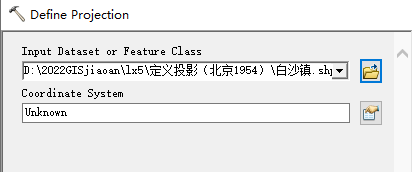 Define Projection
Input Dataset or Feature Class
D:\2022GISjiaoan\lx5\定义投影（北京1954）\白沙镇.shp
Coordinate System
Unknown